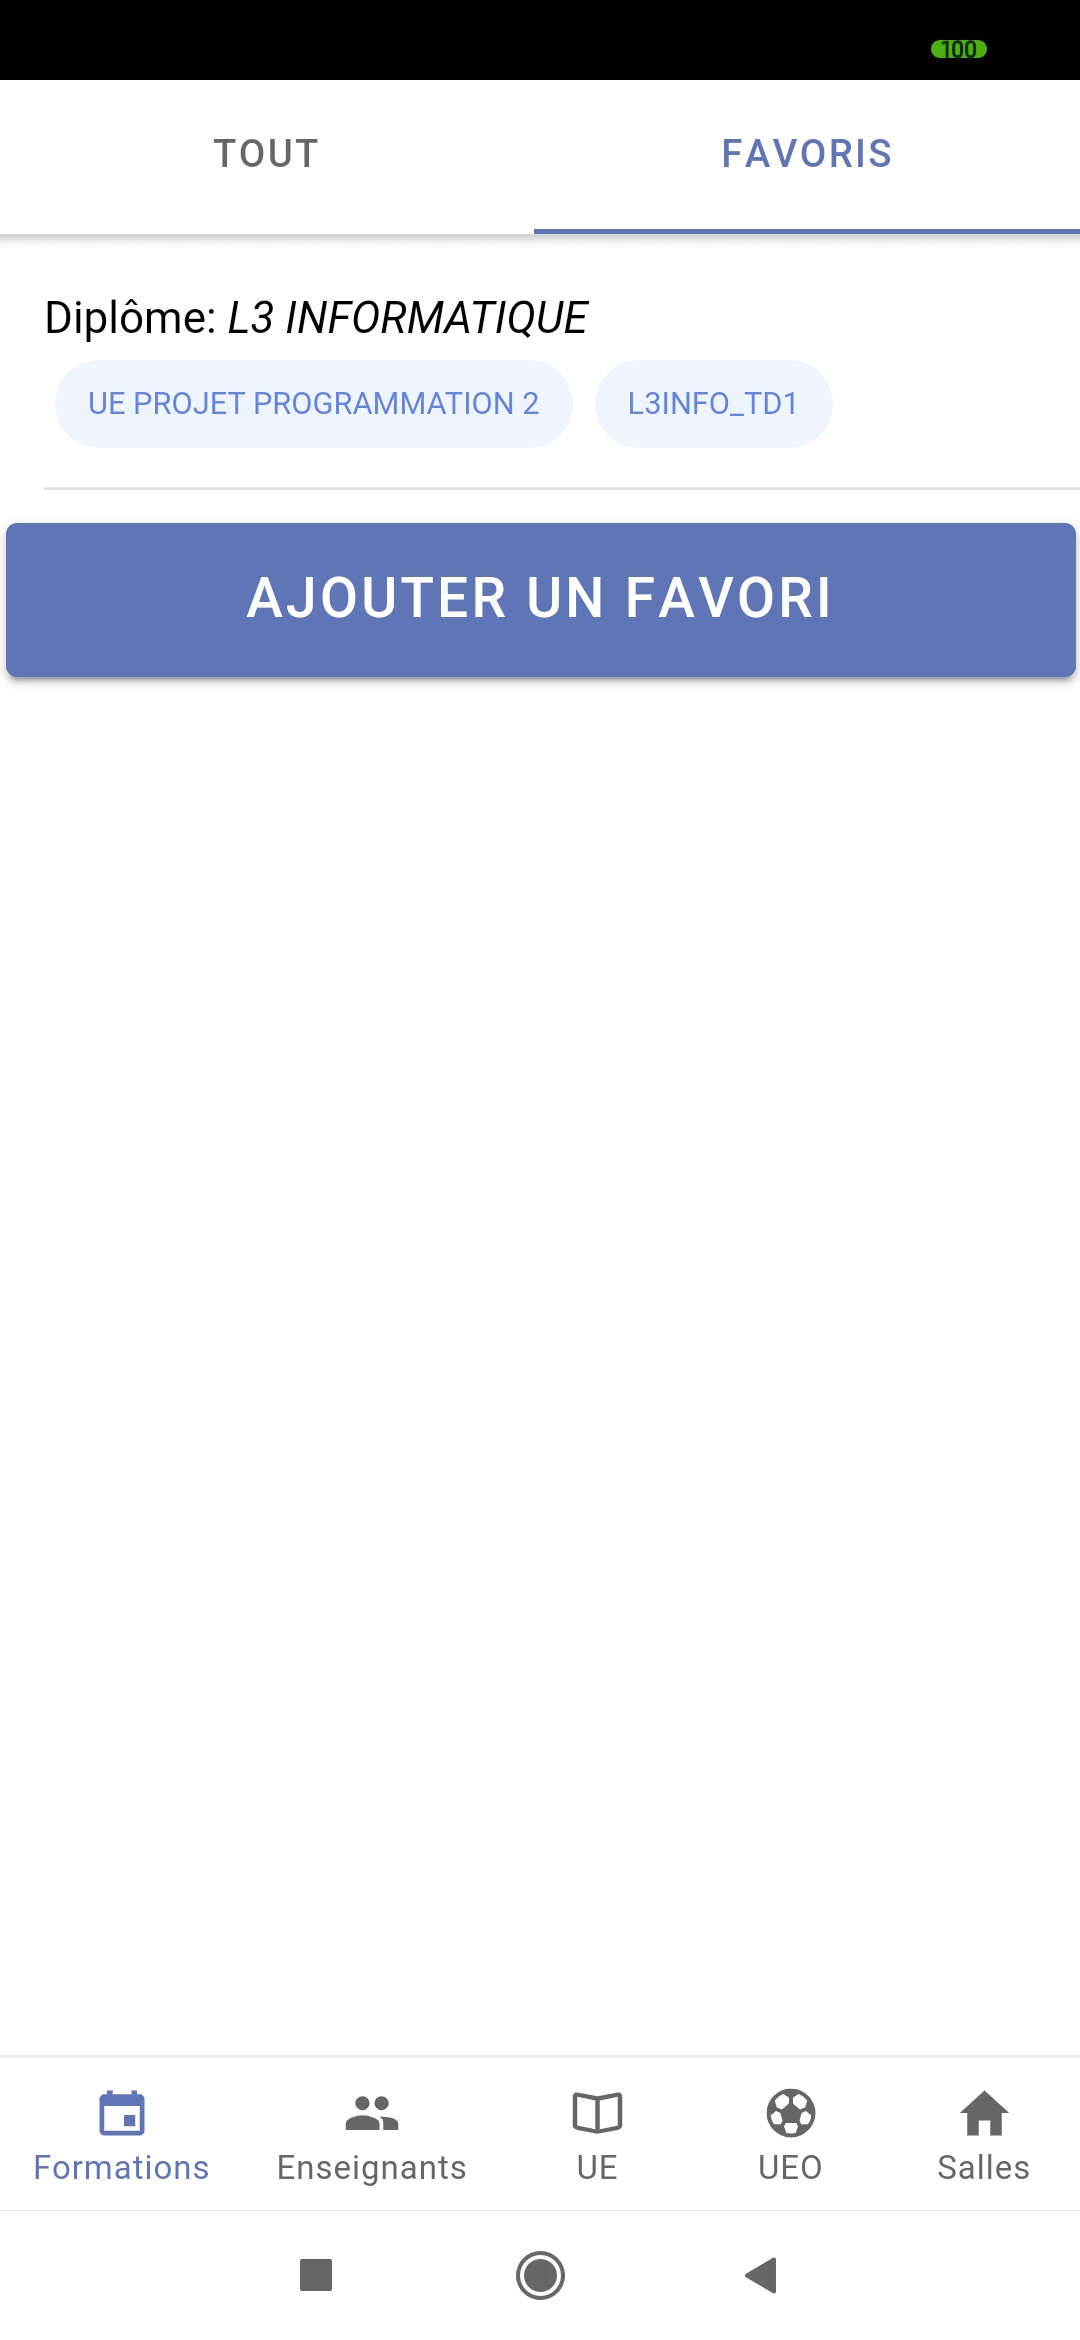 100
TOUT
FAVORIS
Diplôme: L3 INFORMATIQUE
UE PROJET PROGRAMMATION 2
L3INFO_TD1
AJOUTER UN FAVORI
Formations
Enseignants
UE
UEO
Salles